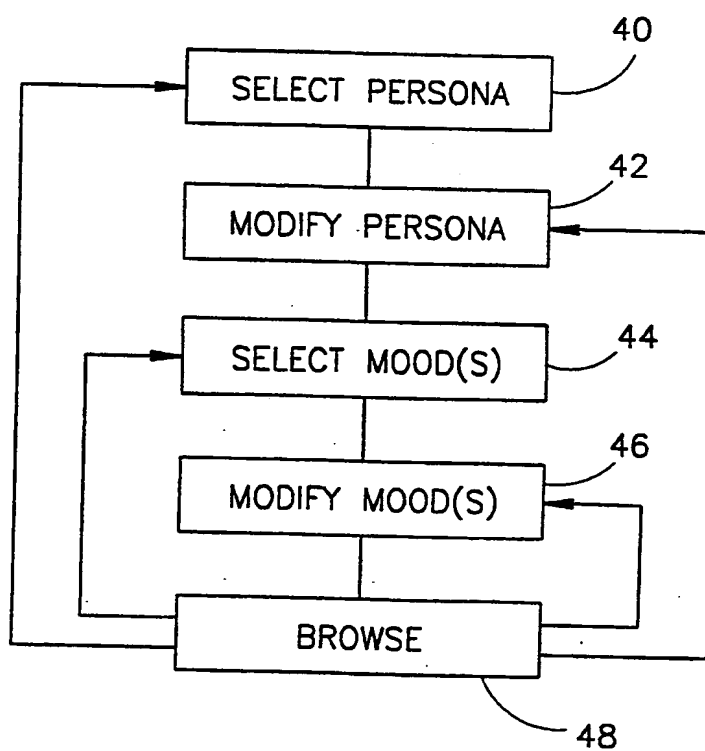 40
SELECT PERSONA
42
MODIFY PERSONA
44
SELECT MOOD(S)
46
MODIFY MOOD(S)
BROWSE
48